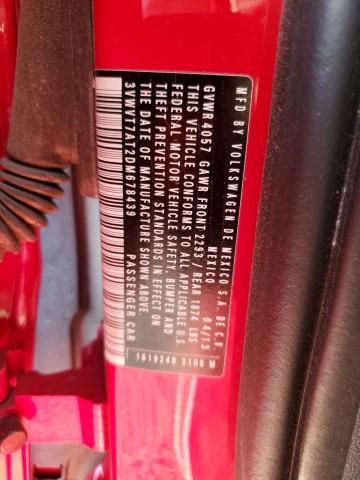 MFD BY VOLKSWAGEN DE MEXICO S.A. DE C.V.
MEXICO 04/13
GVWR 4057 GAWR FRONT 2293 / REAR 1874 LBS
THIS VEHICLE CONFORMS TO ALL APPLICABLE U.S.
FEDERAL MOTOR VEHICLE SAFETY, BUMPER AND
THEFT PREVENTION STANDARDS IN EFFECT ON
THE DATE OF MANUFACTURE SHOWN ABOVE.
3VWVT7AT2DM678439 PASSENGER CAR
1619248 3108 M